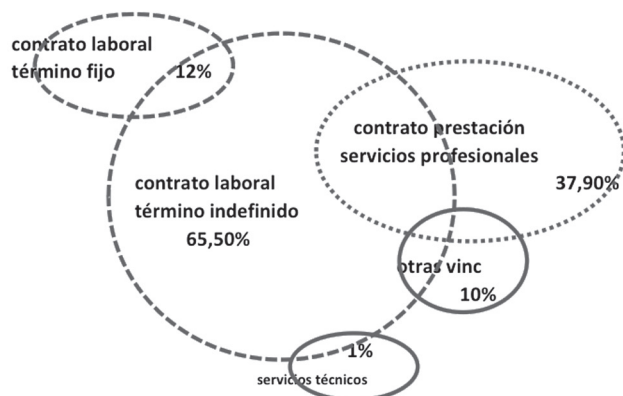 contrato laboral
término fijo 12%
contrato prestación
servicios profesionales
37,90%
contrato laboral
término indefinido
65,50%
otras vinc
10%
1%
servicios técnicos